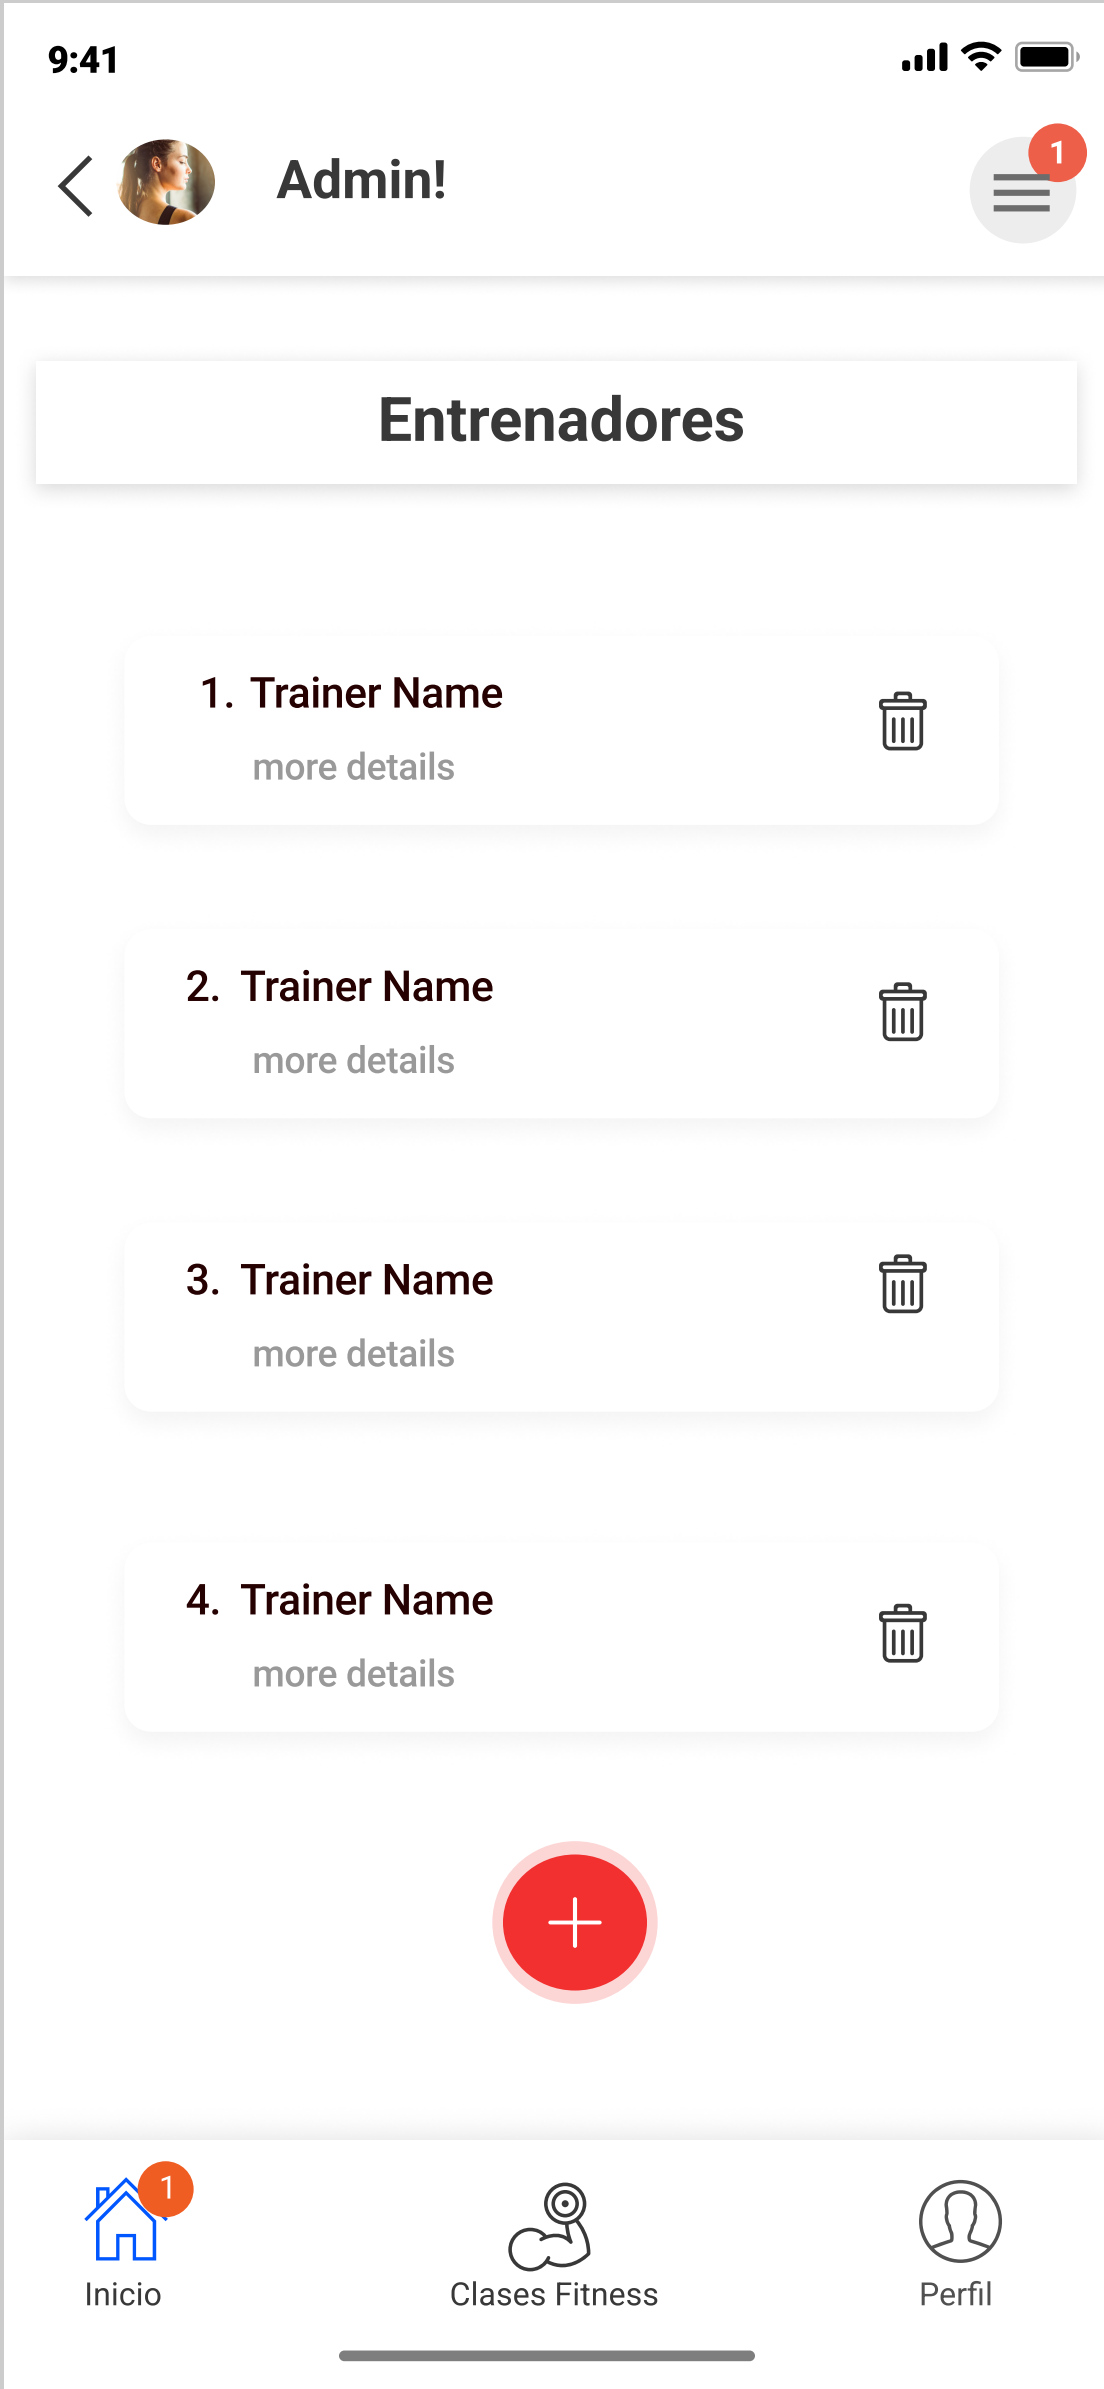 9:41
Admin!
1
Entrenadores
1. Trainer Name
more details
2. Trainer Name
more details
3. Trainer Name
more details
4. Trainer Name
more details
1
Inicio
Clases Fitness
Perfil